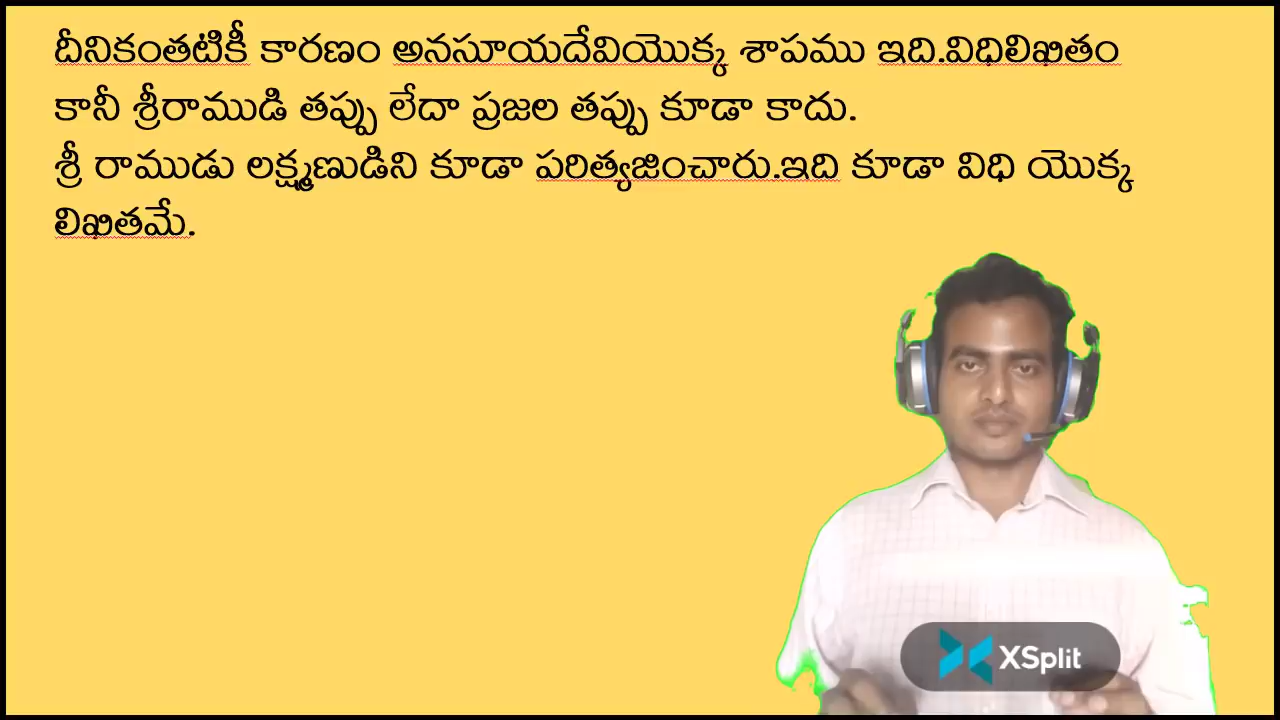 దీనికంతటికీ కారణం అనసూయదేవియొక్క శాపము ఇది.విధిలిఖితం
కానీ శ్రీరాముడి తప్పు లేదా ప్రజల తప్పు కూడా కాదు.
శ్రీ రాముడు లక్ష్మణుడిని కూడా పరిత్యజించారు.ఇది కూడా విధి యొక్క
లిఖితమే.
XSplit